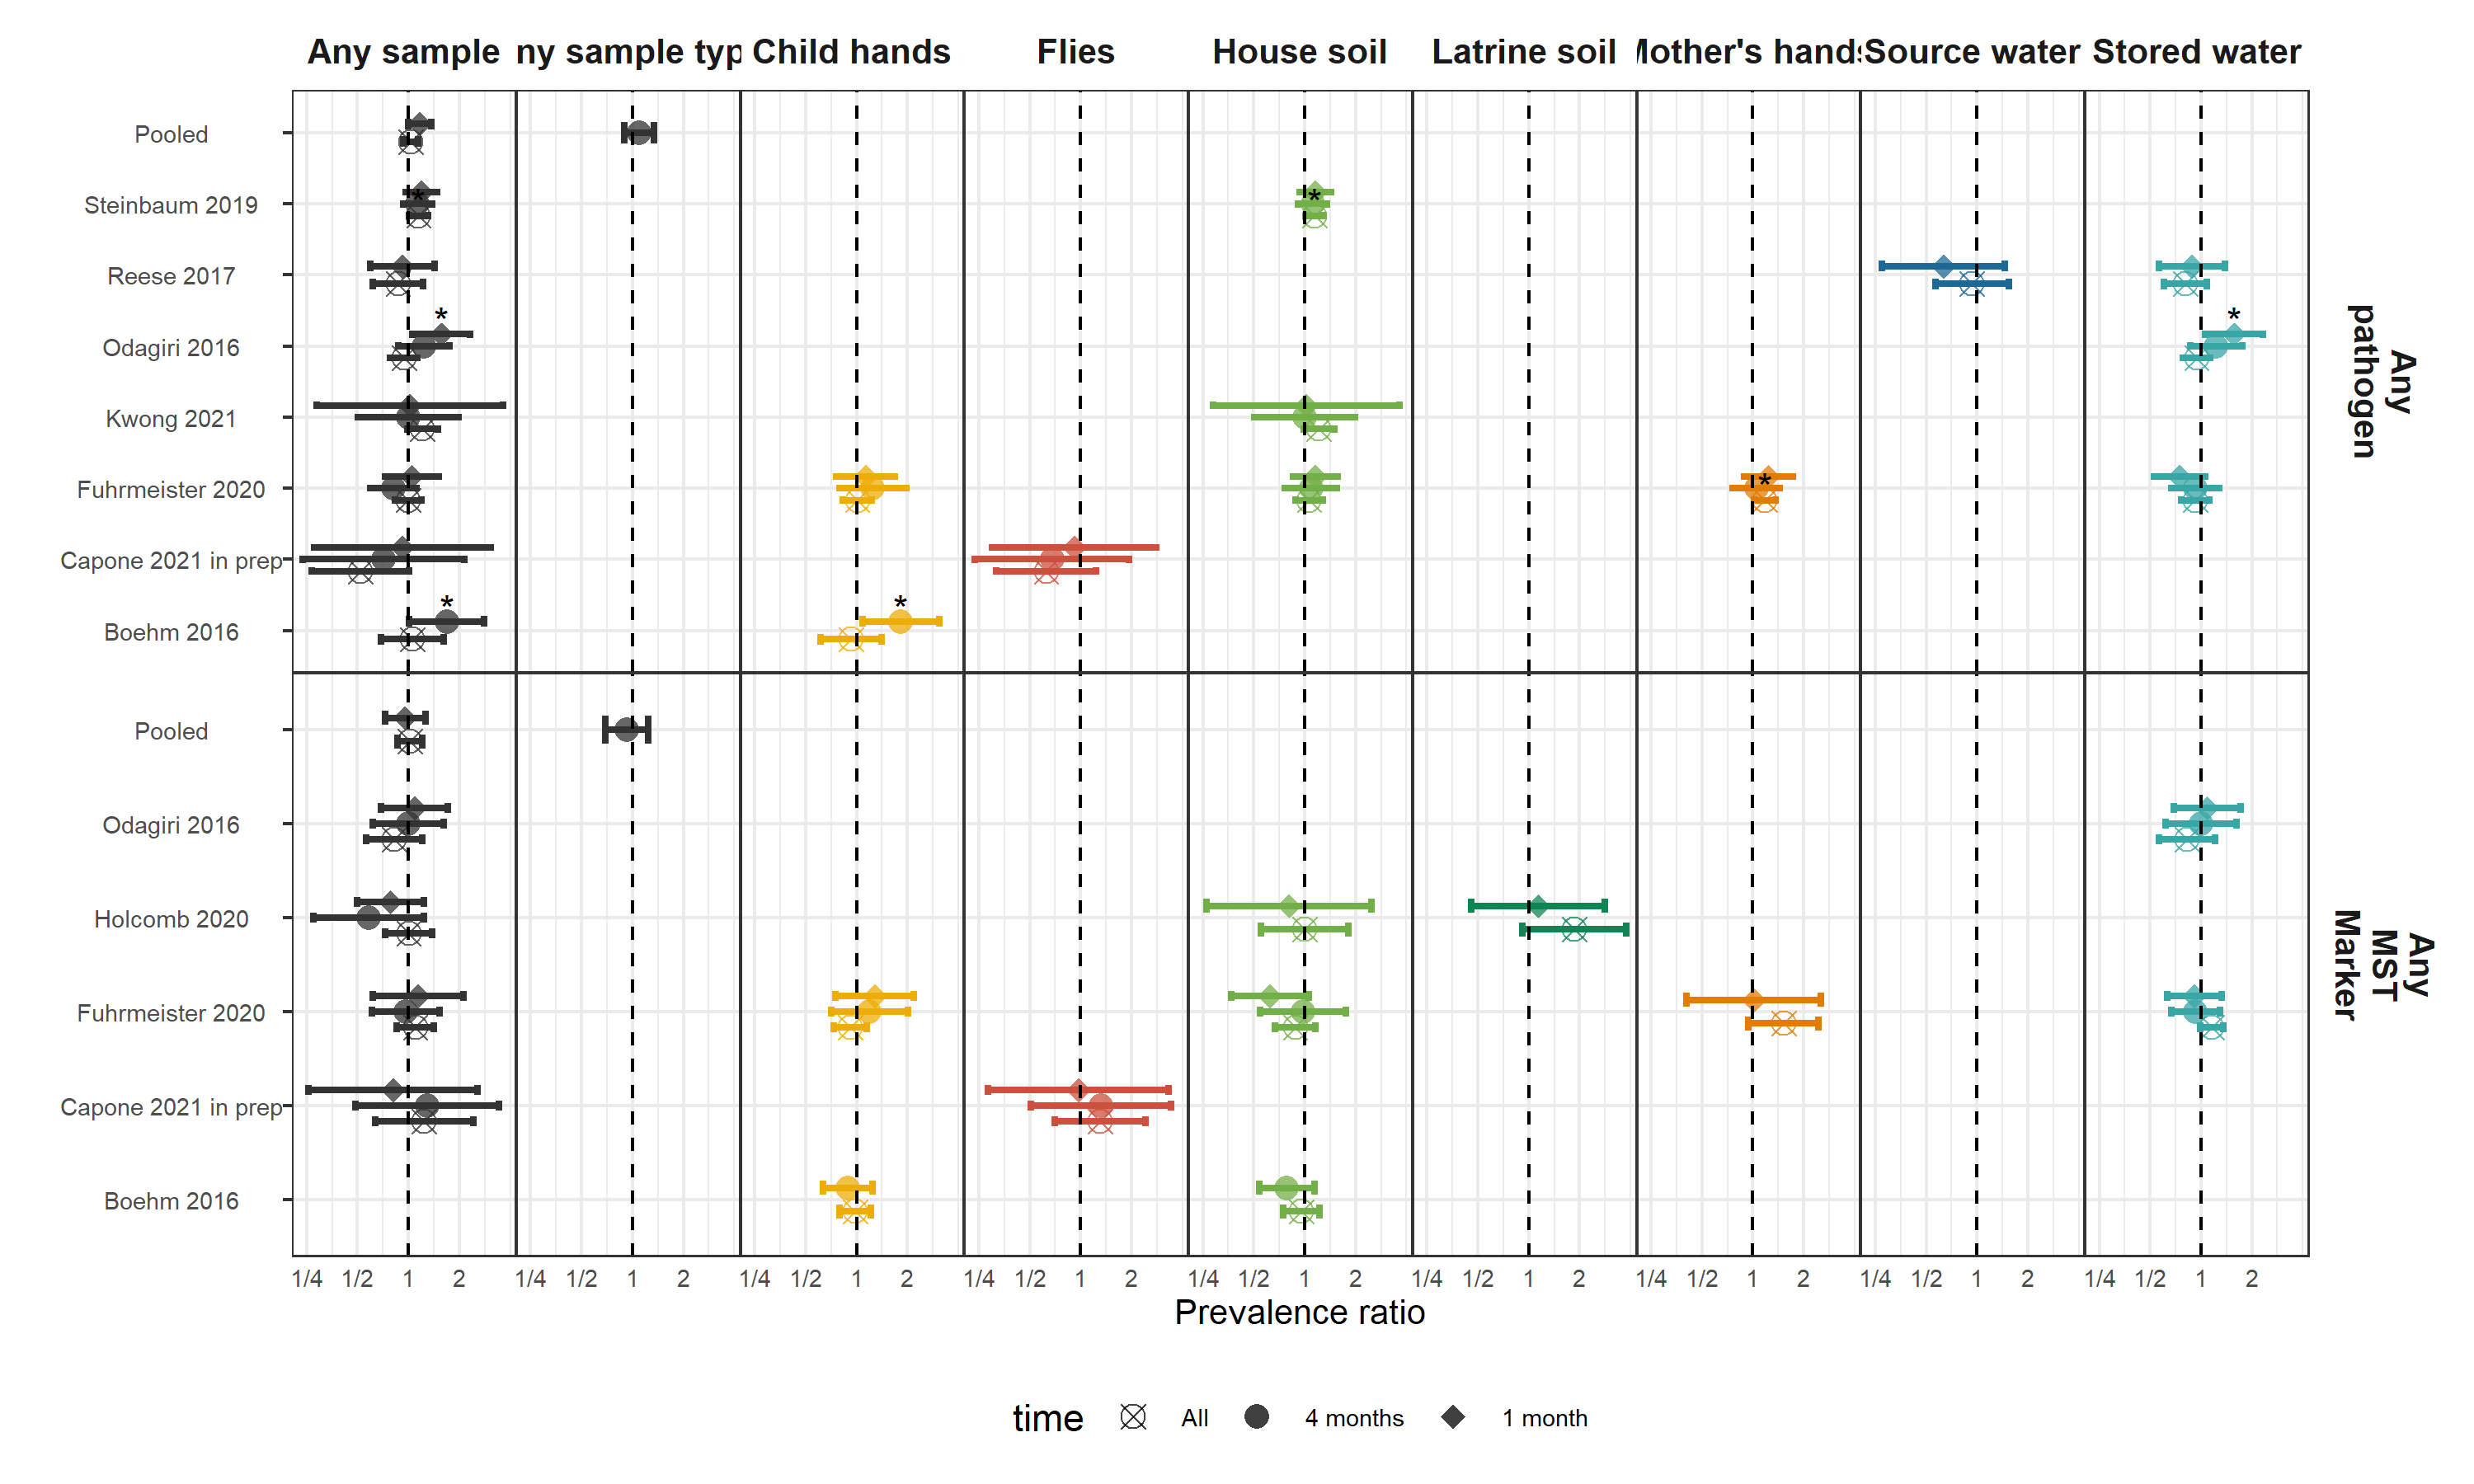 Any sample ny sample typ Child hands Flies House soil Latrine soil Mother's hands Source water Stored water
Pooled
Steinbaum 2019
*
*
Reese 2017
Odagiri 2016
*
*
Kwong 2021
Fuhrmeister 2020
*
Capone 2021 in prep
Boehm 2016
*
*
Any
pathogen
Pooled
Odagiri 2016
Holcomb 2020
Fuhrmeister 2020
Capone 2021 in prep
Boehm 2016
Any
MST
Marker
1/4 1/2 1 2 1/4 1/2 1 2 1/4 1/2 1 2 1/4 1/2 1 2 1/4 1/2 1 2 1/4 1/2 1 2 1/4 1/2 1 2 1/4 1/2 1 2 1/4 1/2 1 2
Prevalence ratio
time All 4 months 1 month